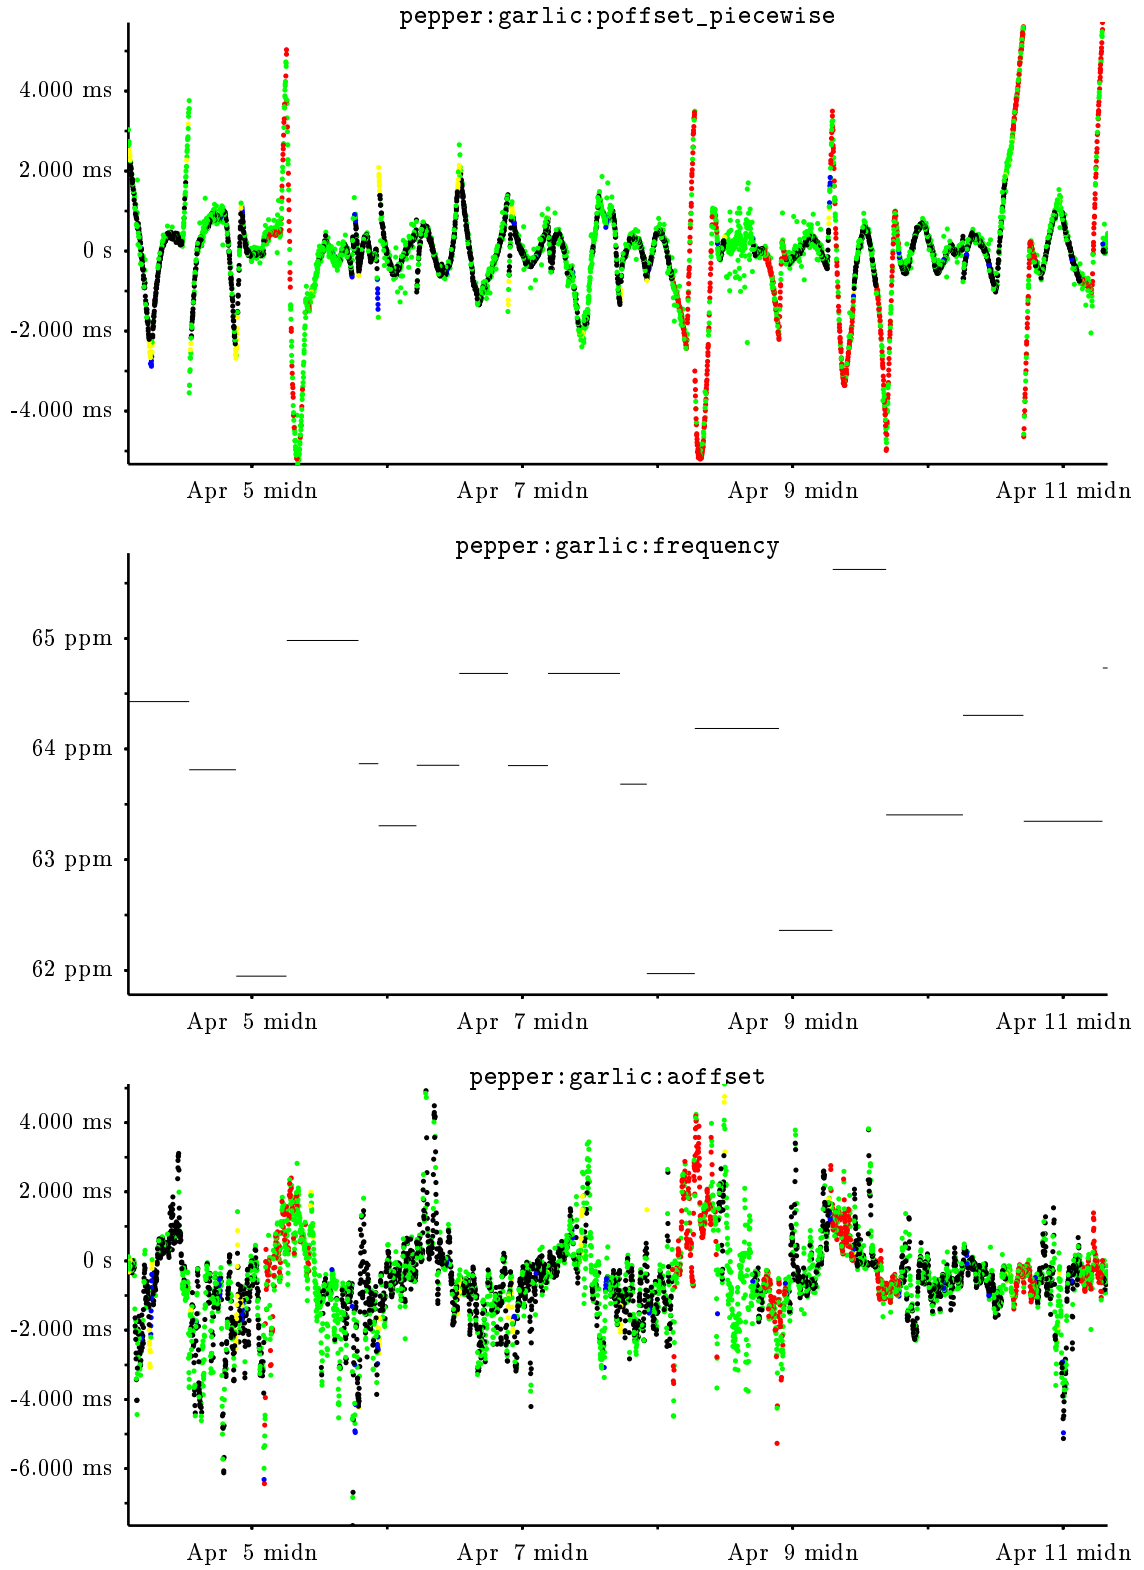 pepper:garlic:poffset_piecewise
4.000 ms
2.000 ms
0 s
-2.000 ms
-4.000 ms
Apr 5 midn Apr 7 midn Apr 9 midn Apr 11 midn
pepper:garlic:frequency
65 ppm
64 ppm
63 ppm
62 ppm
Apr 5 midn Apr 7 midn Apr 9 midn Apr 11 midn
pepper:garlic:aoffset
4.000 ms
2.000 ms
0 s
-2.000 ms
-4.000 ms
-6.000 ms
Apr 5 midn Apr 7 midn Apr 9 midn Apr 11 midn